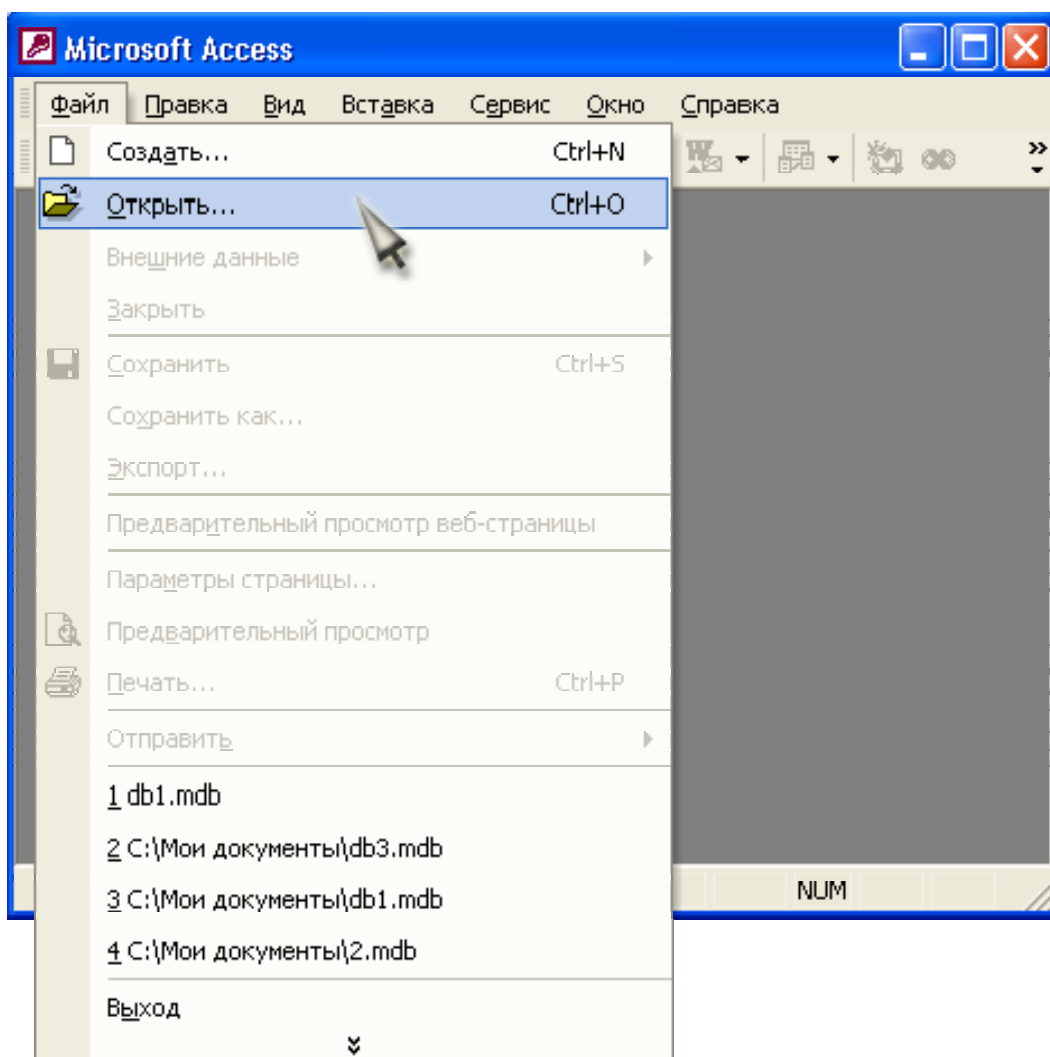 Microsoft Access
Файл Правка Вид Вставка Сервис Окно Справка
Создать... Ctrl+N
Открыть... Ctrl+O
Внешние данные
Закрыть
Сохранить Ctrl+S
Сохранить как...
Экспорт...
Предварительный просмотр веб-страницы
Параметры страницы...
Предварительный просмотр
Печать... Ctrl+P
Отправить
1 db1.mdb
2 C:\Мои документы\db3.mdb
3 C:\Мои документы\db1.mdb
NUM
4 C:\Мои документы\2.mdb
Выход